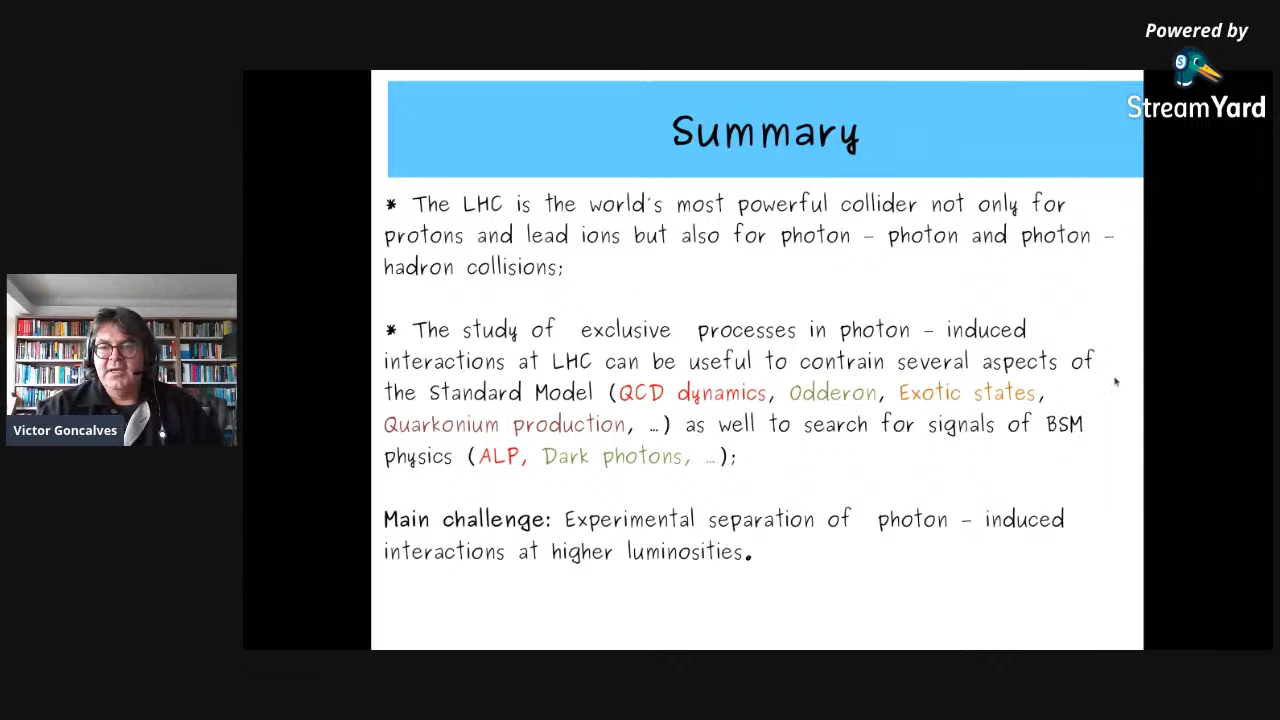 Powered by
StreamYard
Summary
* The LHC is the world's most powerful collider not only for
protons and lead ions but also for photon - photon and photon -
hadron collisions;
* The study of exclusive processes in photon - induced
interactions at LHC can be useful to contrain several aspects of
the Standard Model (QCD dynamics, Odderon, Exotic states,
Quarkonium production, ...) as well to search for signals of BSM
physics (ALP, Dark photons, ...);
Main challenge: Experimental separation of photon - induced
interactions at higher luminosities.
Victor Goncalves